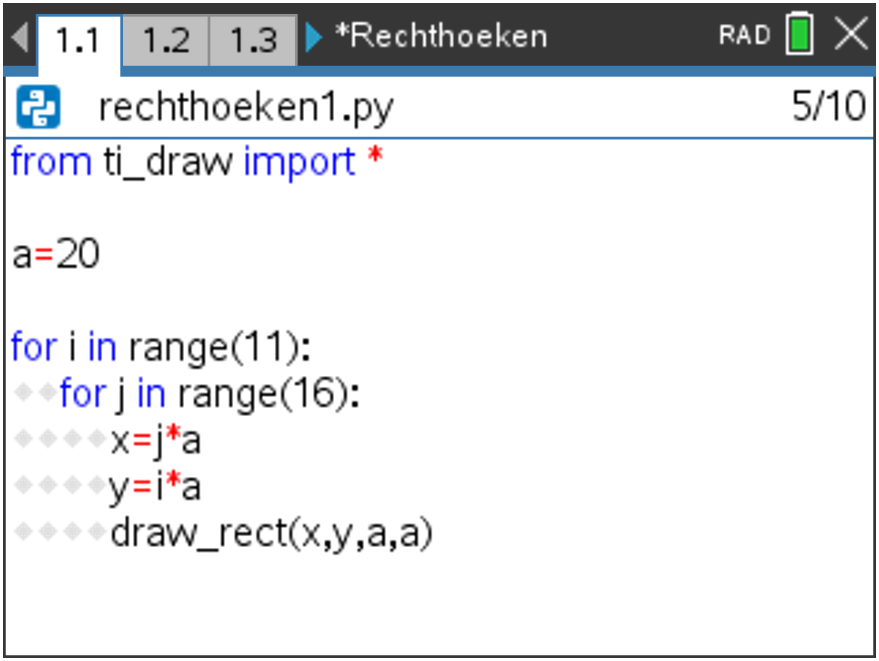 1.1 1.2 1.3 *Rechthoeken RAD
rechthoeken1.py 5/10
from ti_draw import *
a=20
for i in range(11):
for j in range(16):
x=j*a
y=i*a
draw_rect(x,y,a,a)